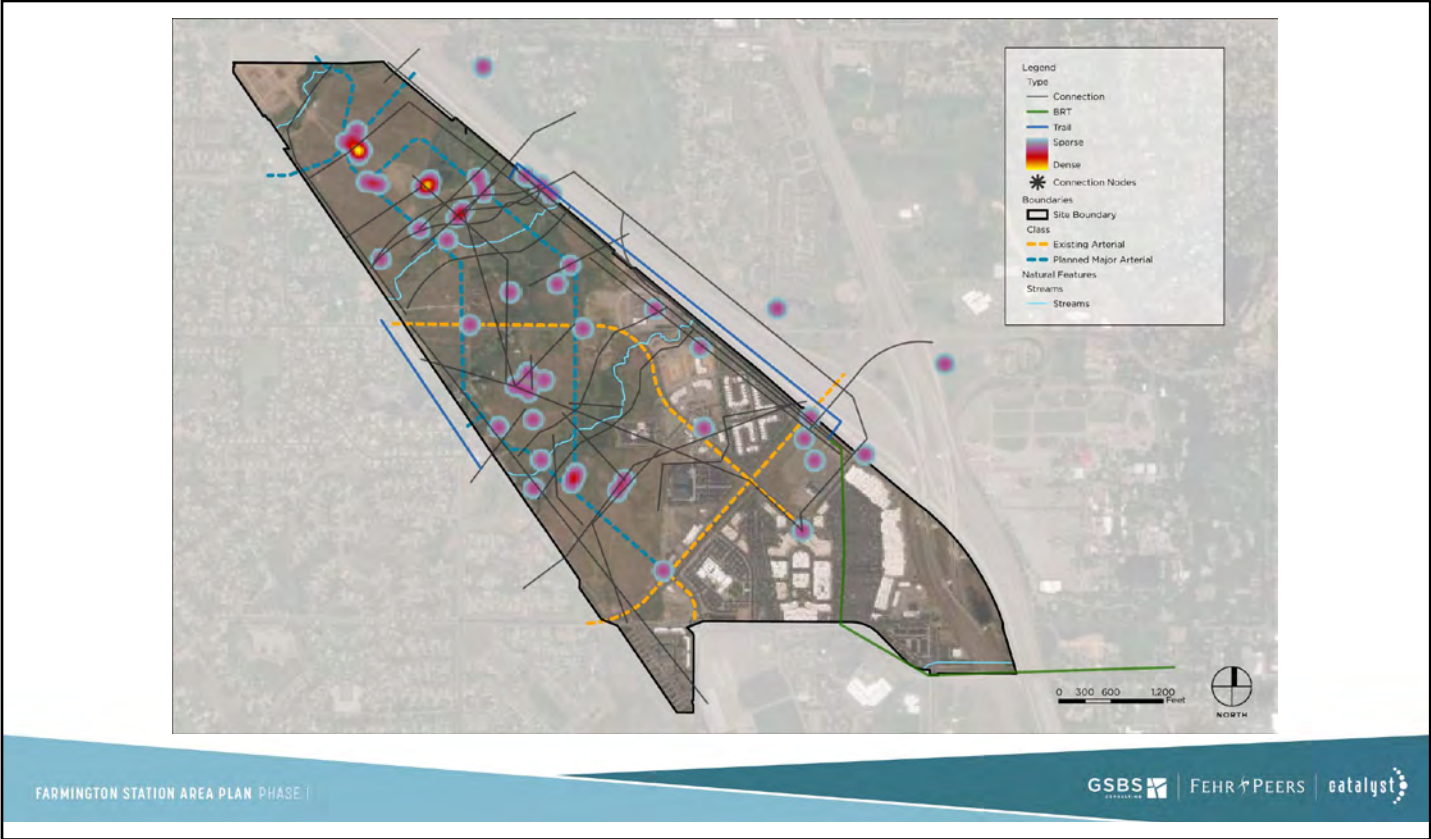 Legend
Type
Connection
BRT
Trail
Sparse
Dense
Connection Nodes
Boundaries
Site Boundary
Class
Existing Arterial
Planned Major Arterial
Natural Features
Streams
Streams
0 300 600 1,200
Feet
NORTH
FARMINGTON STATION AREA PLAN PHASE I
GSBS
CONSULTING
FEHR & PEERS
catalyst